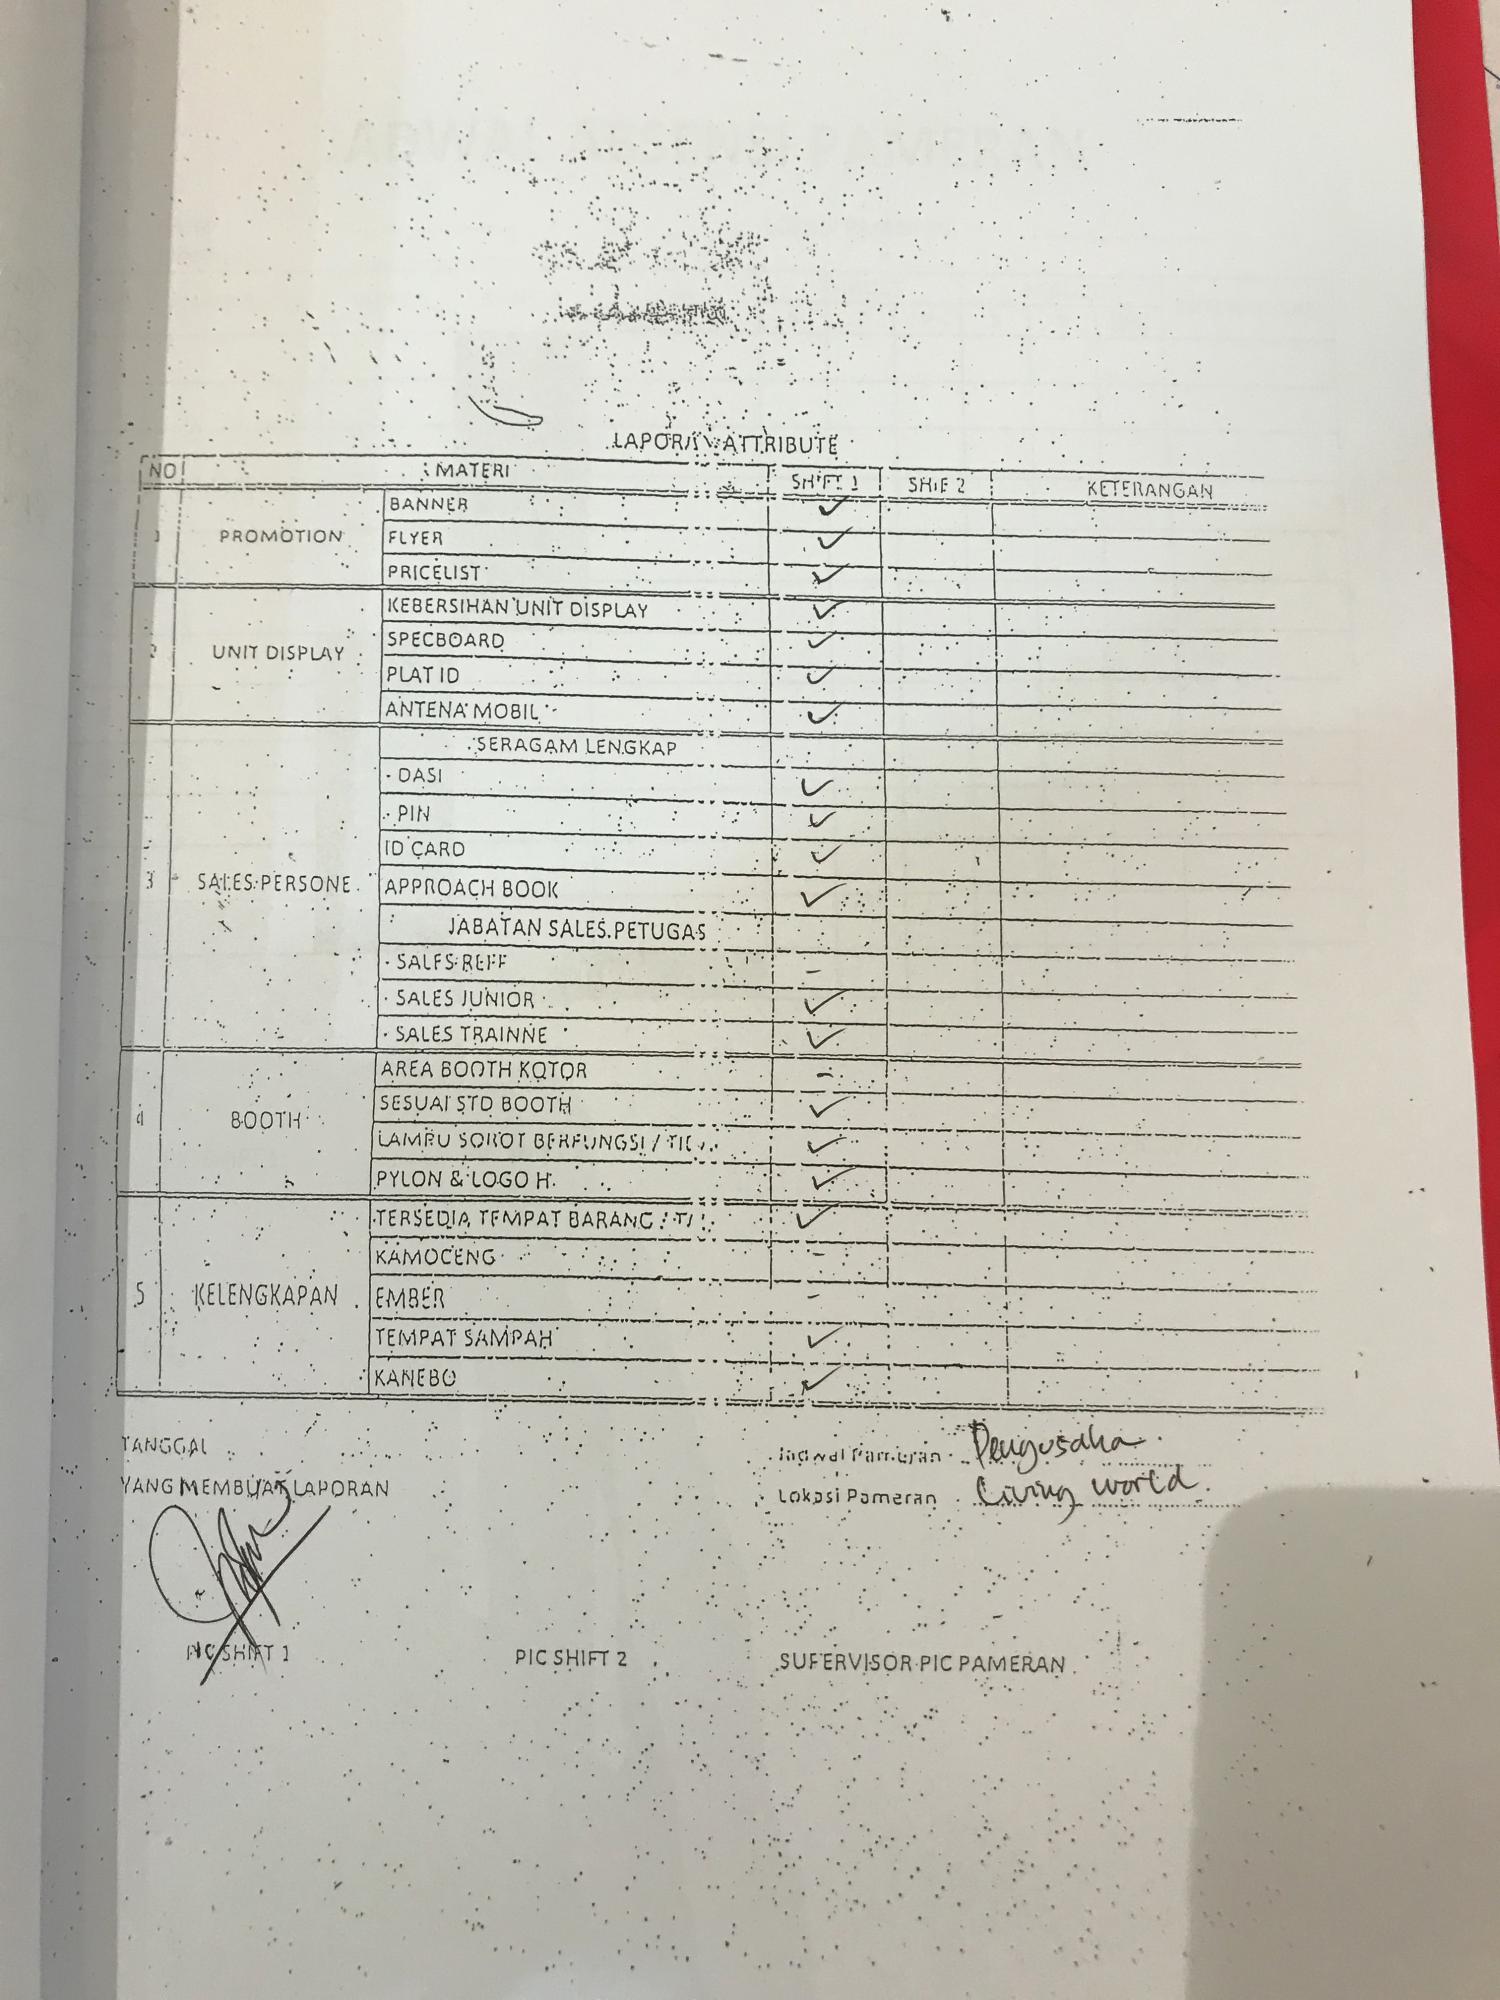 LAPORAN ATTRIBUTE
NO MATERI SHIFT 1 SHIF 2 KETERANGAN
1 PROMOTION BANNER ✓
FLYER ✓
PRICELIST ✓
2 UNIT DISPLAY KEBERSIHAN UNIT DISPLAY ✓
SPECBOARD ✓
PLAT ID ✓
ANTENA MOBIL ✓
3 SALES PERSONE SERAGAM LENGKAP
- DASI ✓
- PIN ✓
ID CARD ✓
APPROACH BOOK ✓
JABATAN SALES PETUGAS
- SALES REFF -
- SALES JUNIOR ✓
- SALES TRAINNE ✓
4 BOOTH AREA BOOTH KOTOR -
SESUAI STD BOOTH ✓
LAMPU SOROT BERFUNGSI / ✓
PYLON & LOGO H ✓
5 KELENGKAPAN TERSEDIA TEMPAT BARANG / ✓
KAMOCENG -
EMBER -
TEMPAT SAMPAH ✓
KANEBO ✓
TANGGAL
Jadwal Pameran Pengusaha
YANG MEMBUAT LAPORAN
Lokasi Pameran Living world.
PIC SHIFT 1 PIC SHIFT 2 SUPERVISOR PIC PAMERAN